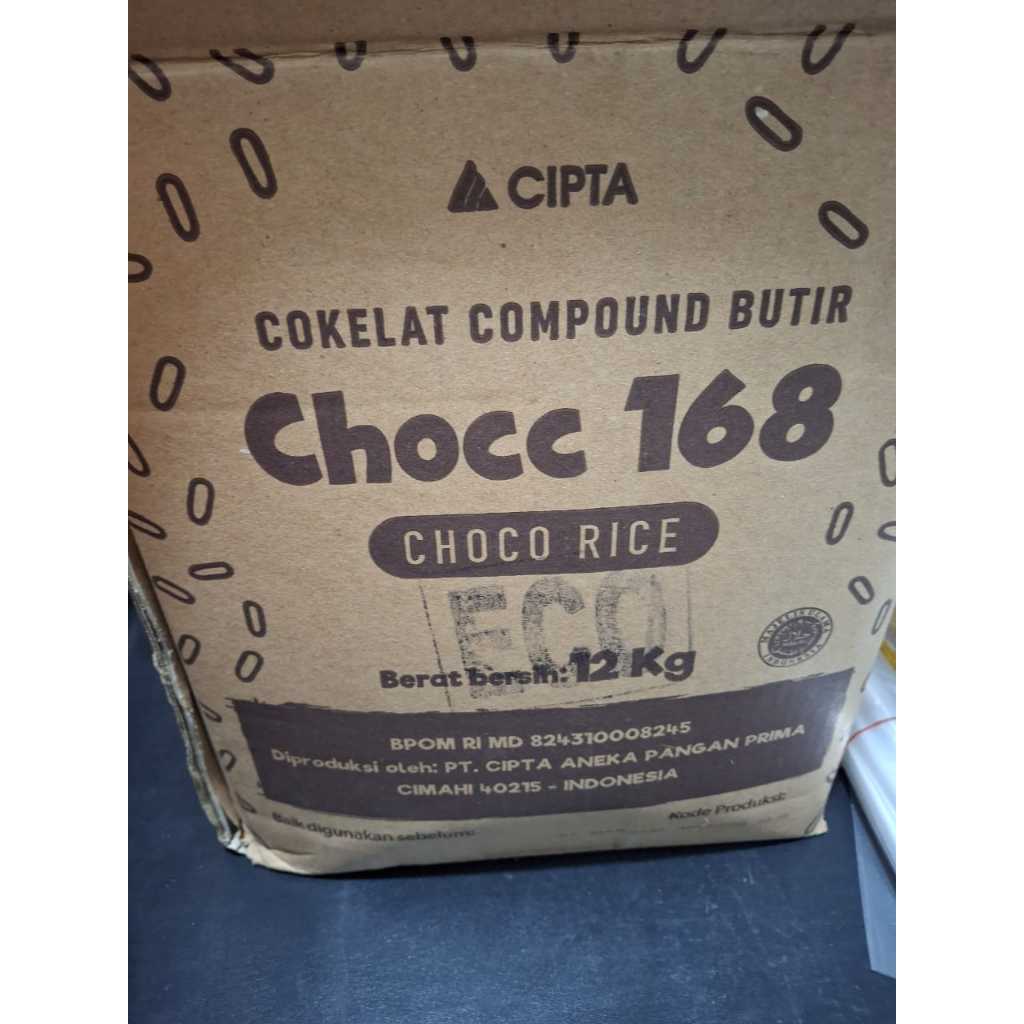 CIPTA
COKELAT COMPOUND BUTIR
Chocc 168
CHOCO RICE
ECO
Berat bersih: 12 Kg
BPOM RI MD 824310008245
Diproduksi oleh: PT. CIPTA ANEKA PANGAN PRIMA
CIMAHI 40215 - INDONESIA
Baik digunakan sebelum:
Kode Produksi: